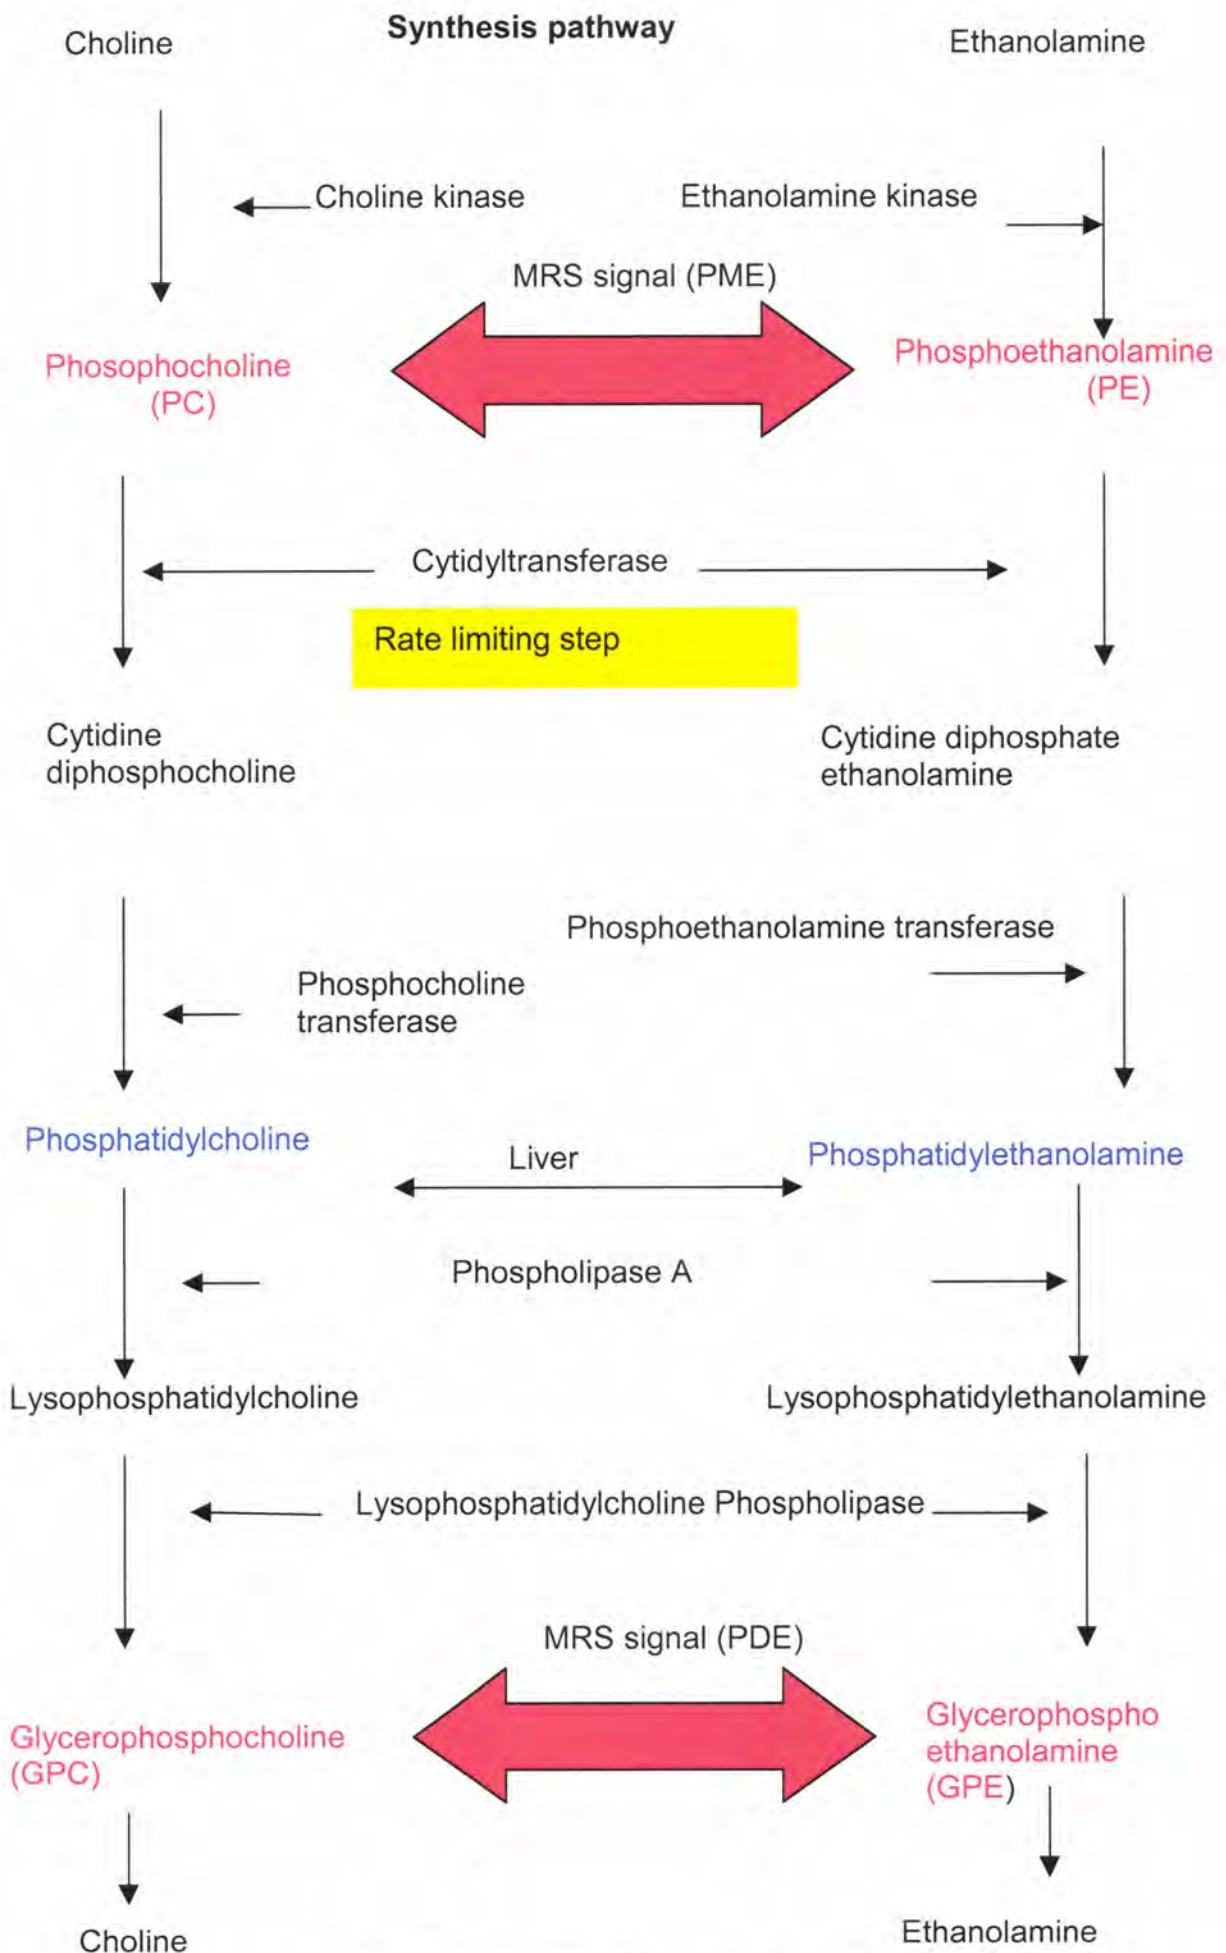 Synthesis pathway
Choline
Ethanolamine
Choline kinase
Ethanolamine kinase
MRS signal (PME)
Phosophocholine
(PC)
Phosphoethanolamine
(PE)
Cytidyltransferase
Rate limiting step
Cytidine
diphosphocholine
Cytidine diphosphate
ethanolamine
Phosphoethanolamine transferase
Phosphocholine
transferase
Phosphatidylcholine
Liver
Phosphatidylethanolamine
Phospholipase A
Lysophosphatidylcholine
Lysophosphatidylethanolamine
Lysophosphatidylcholine Phospholipase
MRS signal (PDE)
Glycerophosphocholine
(GPC)
Glycerophospho
ethanolamine
(GPE)
Choline
Ethanolamine